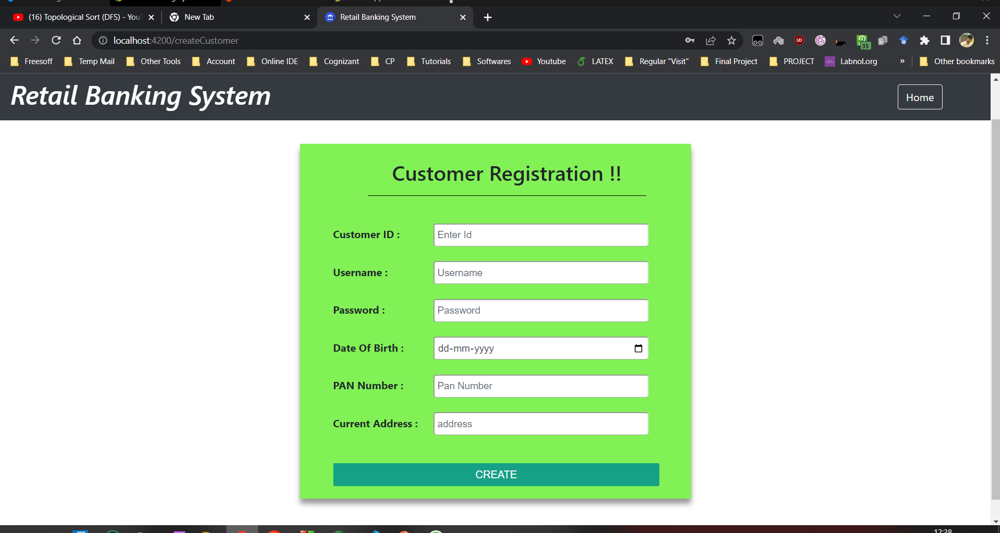 (16) Topological Sort (DFS) - YouT
New Tab
Retail Banking System
localhost:4200/createCustomer
35
Freesoff Temp Mail Other Tools Account Online IDE Cognizant CP Tutorials Softwares Youtube LATEX Regular "Visit" Final Project PROJECT Labnol.org » Other bookmarks
Retail Banking System
Home
Customer Registration !!
Customer ID : Enter Id
Username : Username
Password : Password
Date Of Birth : dd-mm-yyyy
PAN Number : Pan Number
Current Address : address
CREATE
12:38